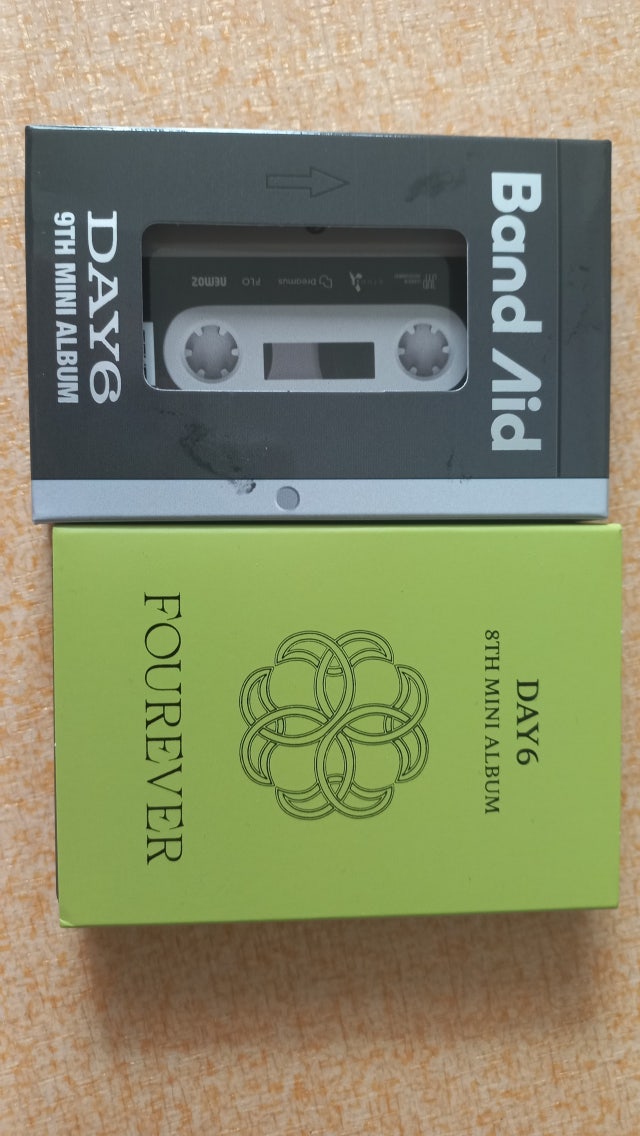 Band Aid
DAY6
9TH MINI ALBUM
Dreamus
FLO
nemoz
DAY6
8TH MINI ALBUM
FOUREVER